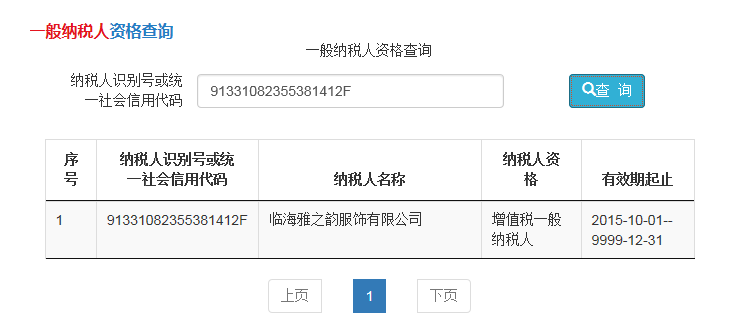 一般纳税人资格查询
一般纳税人资格查询
纳税人识别号或统
一社会信用代码
91331082355381412F
查 询
序
号
纳税人识别号或统
一社会信用代码
纳税人名称
纳税人资
格
有效期起止
1
91331082355381412F
临海雅之韵服饰有限公司
增值税一般
纳税人
2015-10-01--
9999-12-31
上页
1
下页